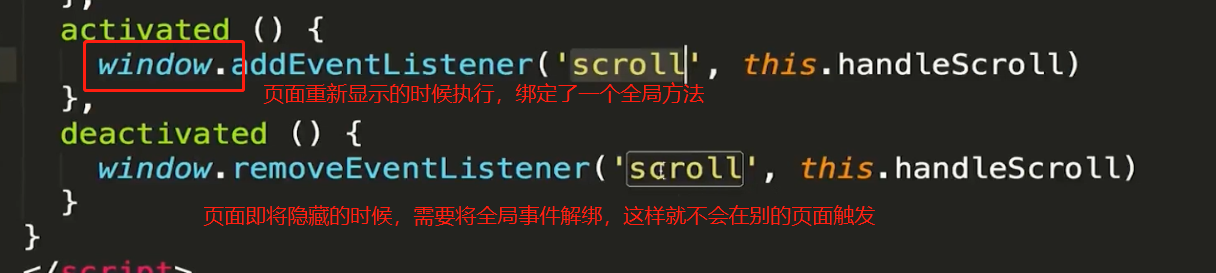 },
activated () {
window.addEventListener('scroll', this.handleScroll)
页面重新显示的时候执行，绑定了一个全局方法
},
deactivated () {
window.removeEventListener('scroll', this.handleScroll)
}
页面即将隐藏的时候，需要将全局事件解绑，这样就不会在别的页面触发
}
</script>